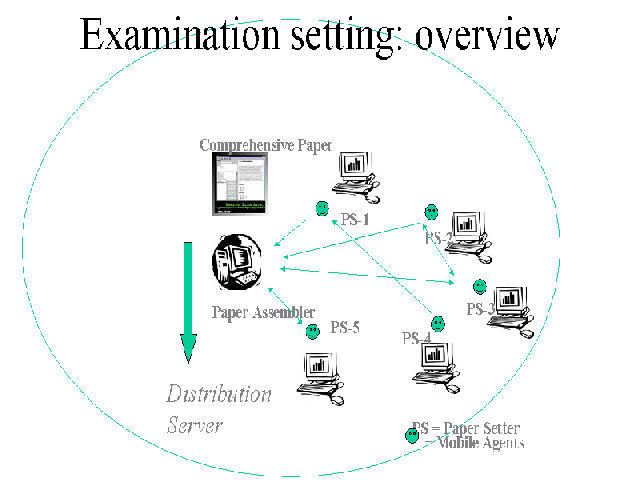 Examination setting: overview
Comprehensive Paper
PS-1
PS-2
PS-3
Paper Assembler
PS-5
PS-4
Distribution
Server
PS = Paper Setter
= Mobile Agents